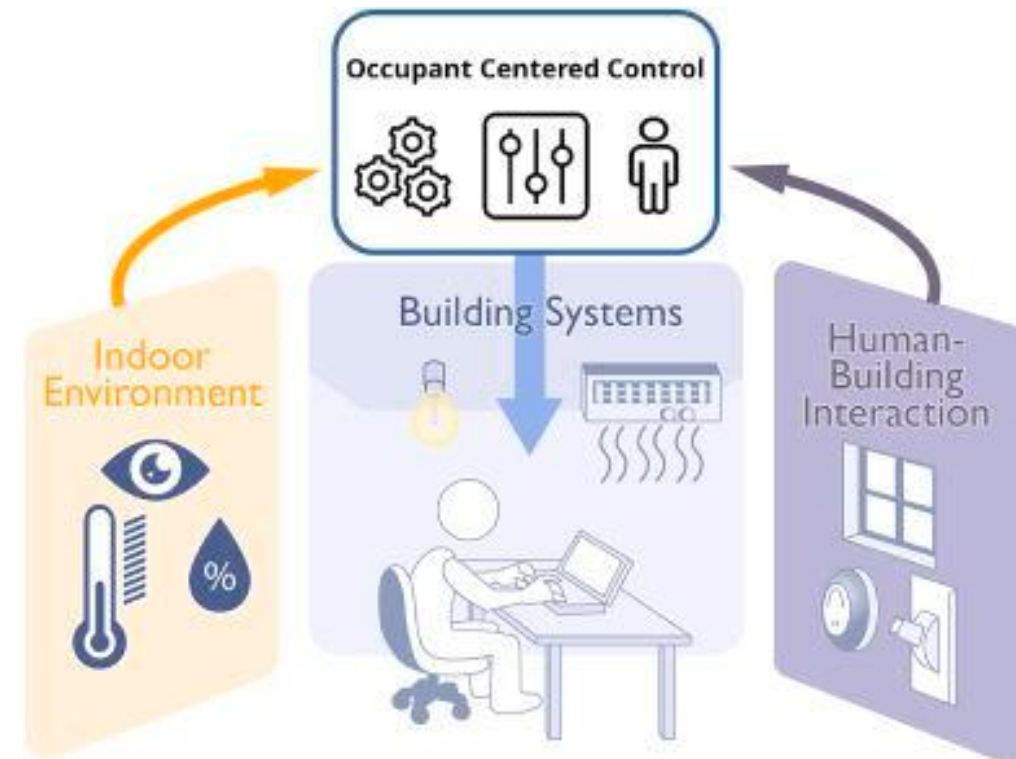 Occupant Centered Control
Building Systems
Indoor
Environment
%
Human-
Building
Interaction